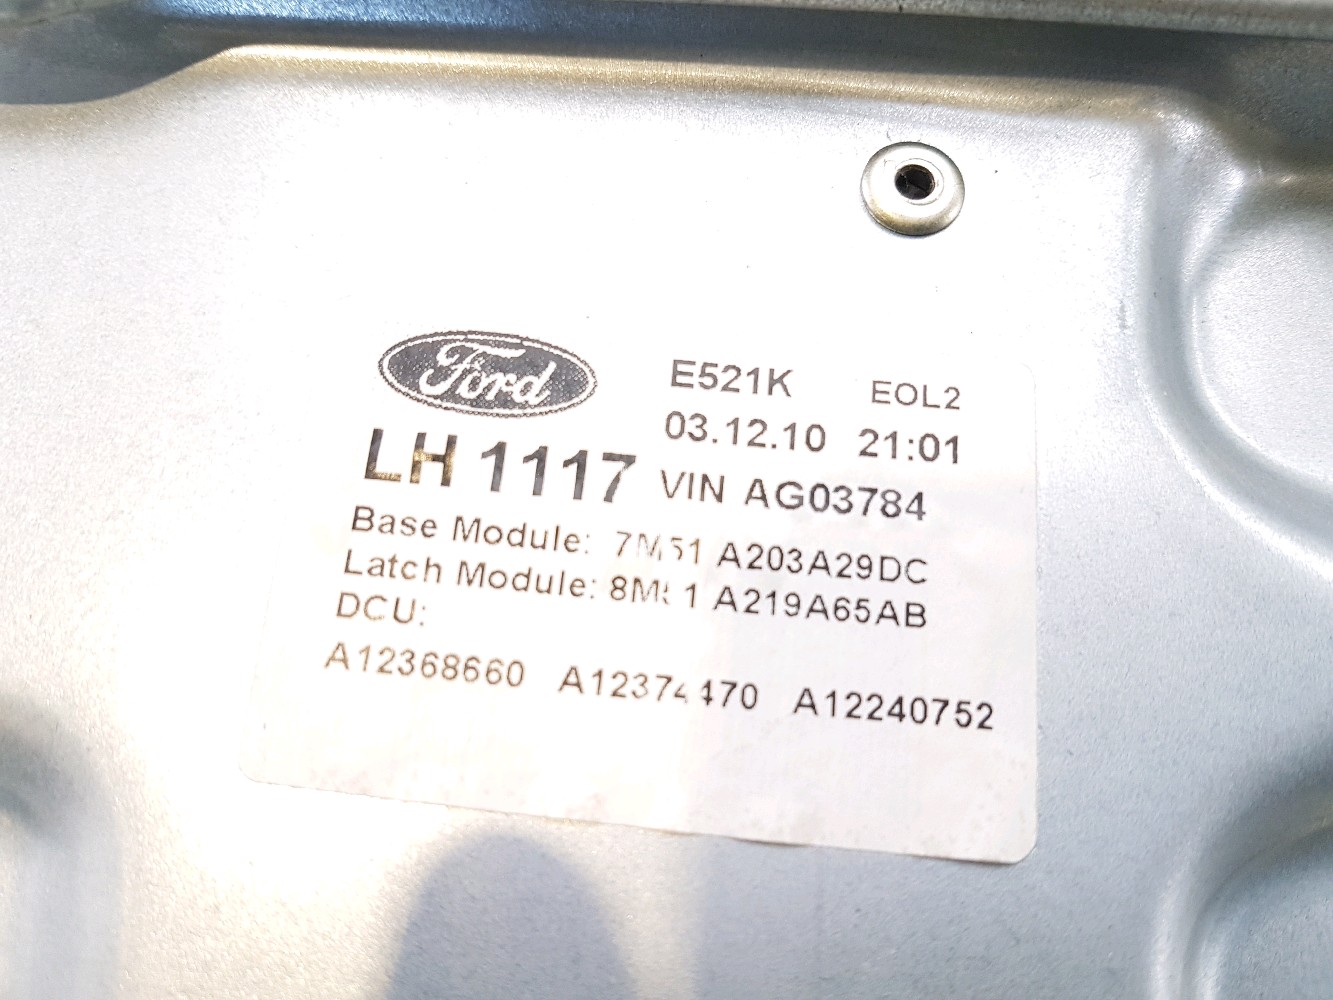 Ford
E521K EOL2
03.12.10 21:01
LH 1117 VIN AG03784
Base Module: 7M51 A203A29DC
Latch Module: A219A65AB
DCU:
A12368660 A12374470 A12240752